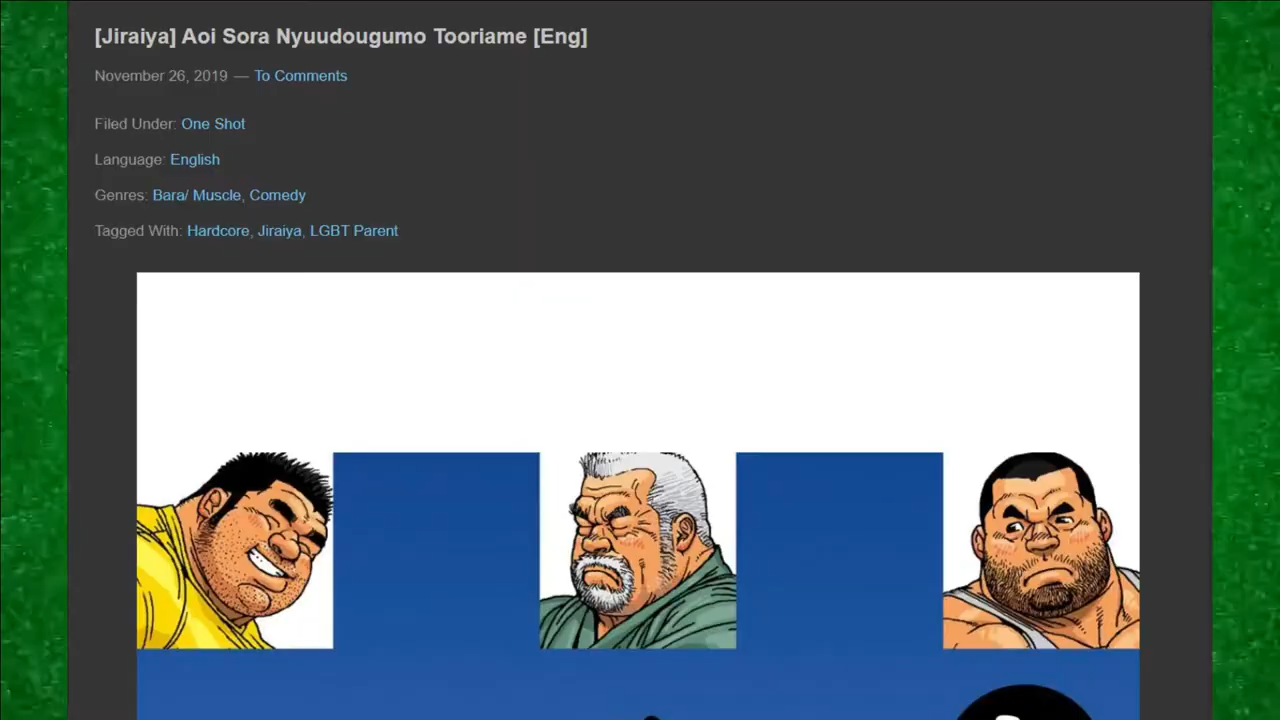 [Jiraiya] Aoi Sora Nyuudougumo Tooriame [Eng]
November 26, 2019 — To Comments
Filed Under: One Shot
Language: English
Genres: Bara/ Muscle, Comedy
Tagged With: Hardcore, Jiraiya, LGBT Parent